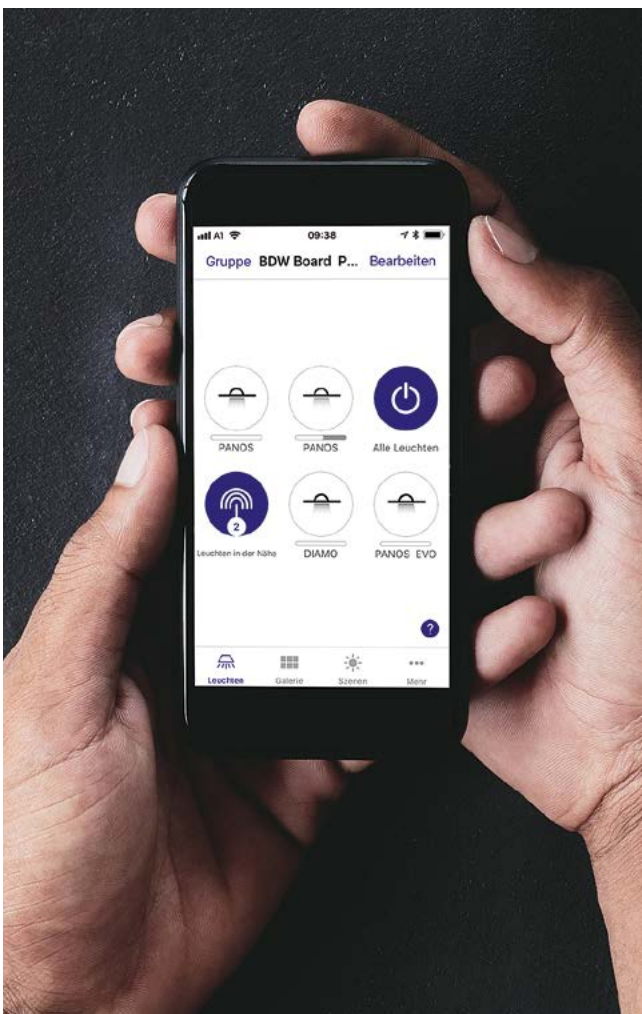 A1 09:38
Gruppe BDW Board P... Bearbeiten
PANOS PANOS Alle Leuchten
2
Leuchten in der Nähe DIAMO PANOS EVO
?
Leuchten Galerie Szenen Mehr